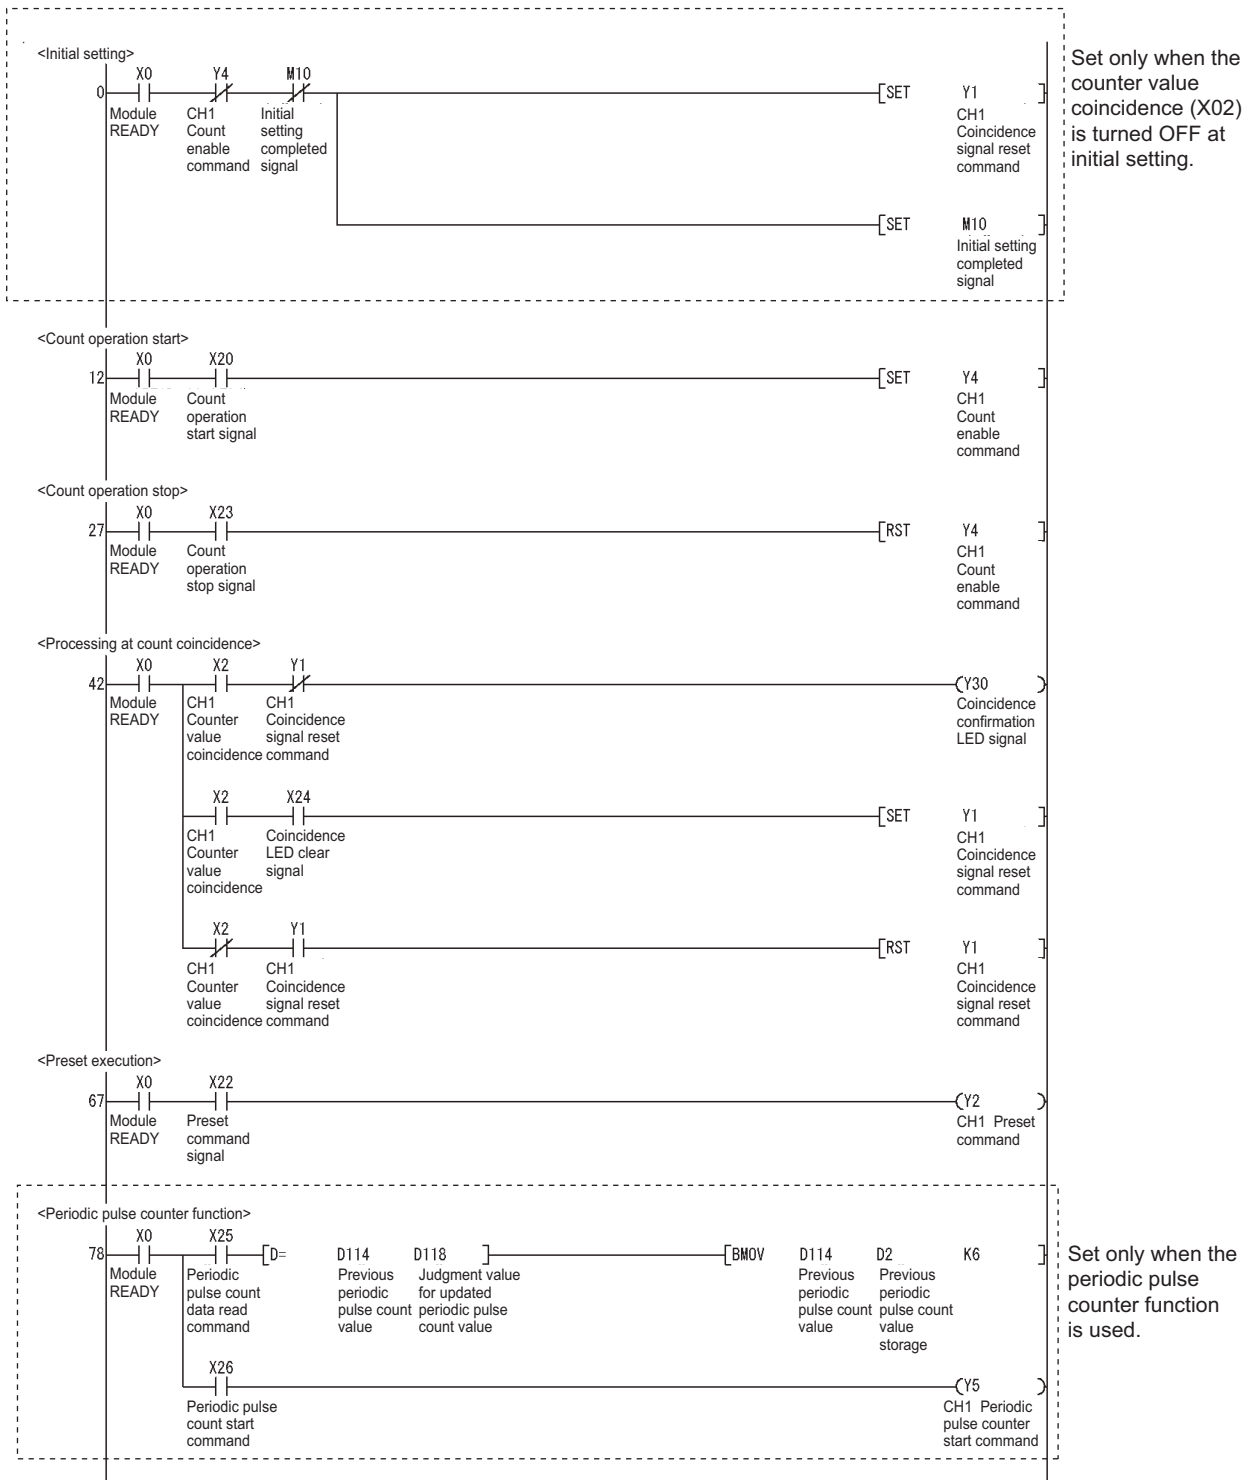 <Initial setting>
X0 Y4 M10
0 [SET Y1 ]
Module READY
CH1 Count enable command
Initial setting completed signal
CH1 Coincidence signal reset command
Set only when the
counter value
coincidence (X02)
is turned OFF at
initial setting.
[SET M10 ]
Initial setting completed signal
<Count operation start>
X0 X20
12 [SET Y4 ]
Module READY
Count operation start signal
CH1 Count enable command
<Count operation stop>
X0 X23
27 [RST Y4 ]
Module READY
Count operation stop signal
CH1 Count enable command
<Processing at count coincidence>
X0 X2 Y1
42 (Y30 )
Module READY
CH1 Counter value coincidence
CH1 Coincidence signal reset command
Coincidence confirmation LED signal
X2 X24
[SET Y1 ]
CH1 Counter value coincidence
Coincidence LED clear signal
CH1 Coincidence signal reset command
X2 Y1
[RST Y1 ]
CH1 Counter value coincidence
CH1 Coincidence signal reset command
CH1 Coincidence signal reset command
<Preset execution>
X0 X22
67 (Y2 )
Module READY
Preset command signal
CH1 Preset command
<Periodic pulse counter function>
X0 X25
78 [D= D114 D118 ] [BMOV D114 D2 K6 ]
Module READY
Periodic pulse count data read command
Previous periodic pulse count value
Judgment value for updated periodic pulse count value
Previous periodic pulse count value
Previous periodic pulse count value storage
Set only when the
periodic pulse
counter function
is used.
X26
(Y5 )
Periodic pulse count start command
CH1 Periodic pulse counter start command